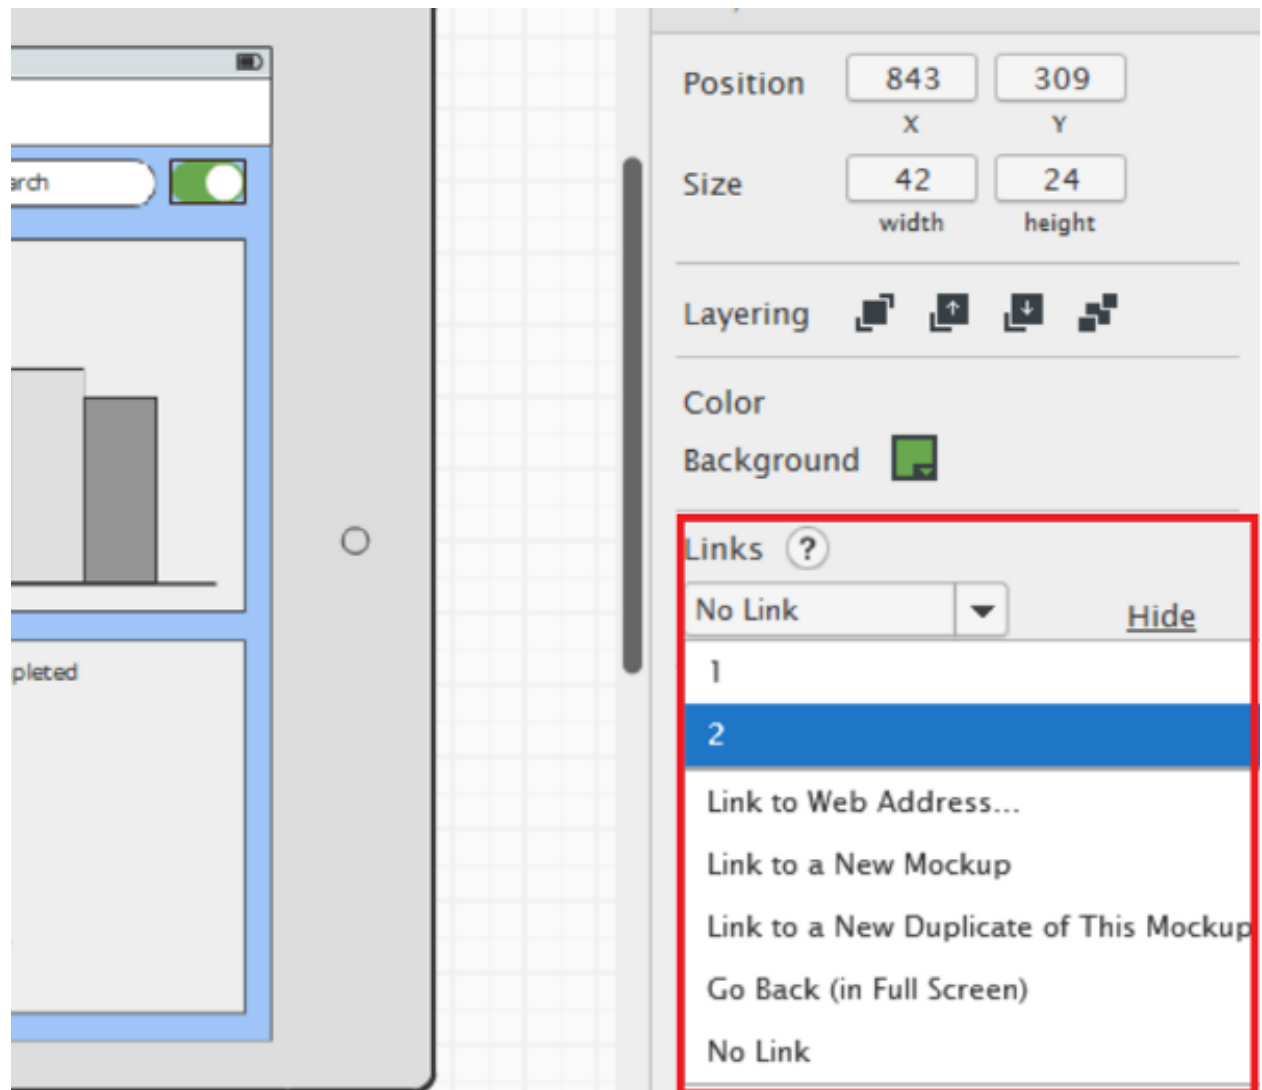 arch
pleted
Position 843 309
X Y
Size 42 24
width height
Layering
Color
Background
Links ?
No Link Hide
1
2
Link to Web Address...
Link to a New Mockup
Link to a New Duplicate of This Mockup
Go Back (in Full Screen)
No Link